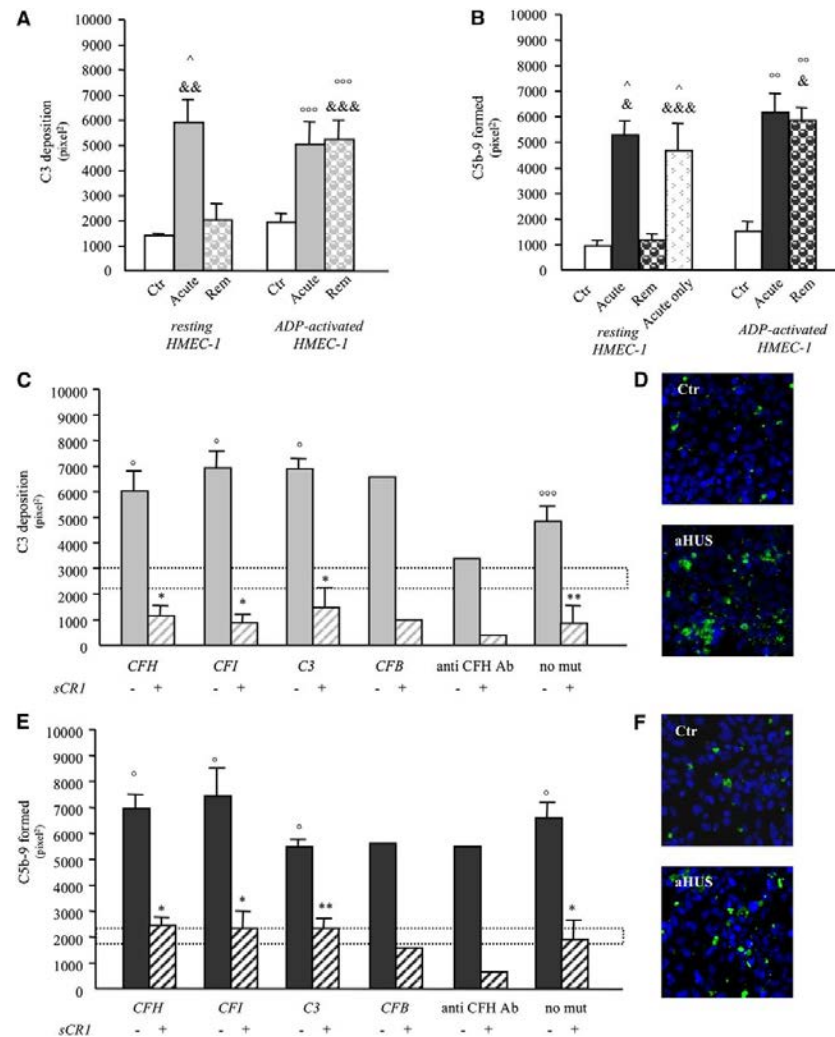 A
10000
9000
8000
7000
6000
5000
4000
3000
2000
1000
0
C3 deposition
(pixel²)
^
&&
°°°
°°°
&&&
Ctr
Acute
Rem
Ctr
Acute
Rem
resting
HMEC-1
ADP-activated
HMEC-1
B
10000
9000
8000
7000
6000
5000
4000
3000
2000
1000
0
C5b-9 formed
(pixel²)
^
&
^
&&&
°°
°°
&
Ctr
Acute
Rem
Acute only
Ctr
Acute
Rem
resting
HMEC-1
ADP-activated
HMEC-1
C
10000
9000
8000
7000
6000
5000
4000
3000
2000
1000
0
C3 deposition
(pixel²)
°
*
°
*
°
*
°°°
**
CFH
CFI
C3
CFB
anti CFH Ab
no mut
sCR1
- + - + - + - + - + - +
D
Ctr
aHUS
E
10000
9000
8000
7000
6000
5000
4000
3000
2000
1000
0
C5b-9 formed
(pixel²)
°
*
°
*
°
**
°
*
CFH
CFI
C3
CFB
anti CFH Ab
no mut
sCR1
- + - + - + - + - + - +
F
Ctr
aHUS